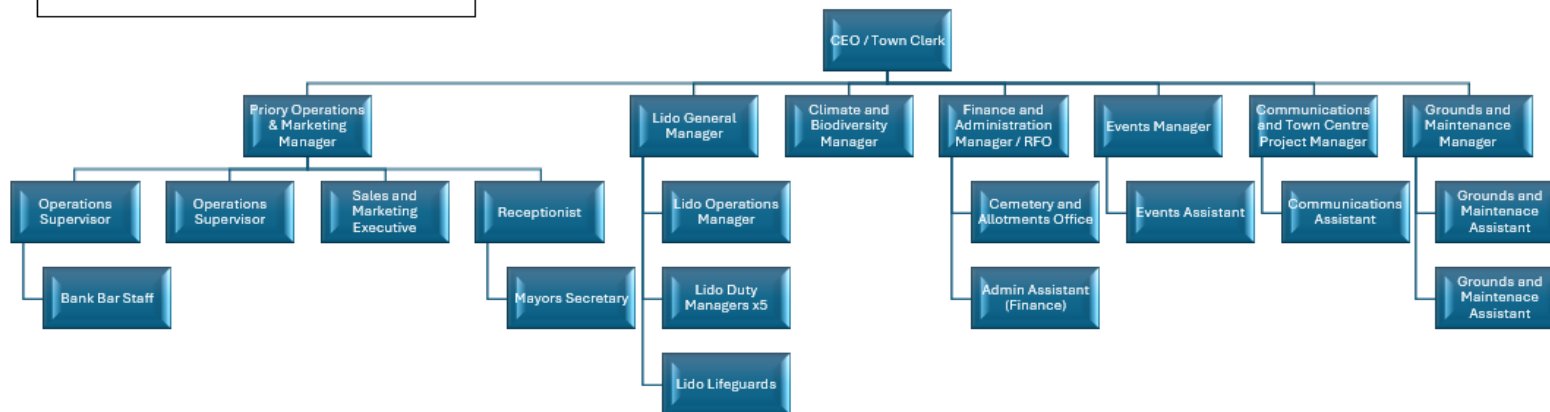 CEO / Town Clerk
Priory Operations
& Marketing
Manager
Lido General
Manager
Climate and
Biodiversity
Manager
Finance and
Administration
Manager / RFO
Events Manager
Communications
and Town Centre
Project Manager
Grounds and
Maintenance
Manager
Operations
Supervisor
Operations
Supervisor
Sales and
Marketing
Executive
Receptionist
Lido Operations
Manager
Cemetery and
Allotments Office
Events Assistant
Communications
Assistant
Grounds and
Maintenace
Assistant
Bank Bar Staff
Mayors Secretary
Lido Duty
Managers x5
Admin Assistant
(Finance)
Grounds and
Maintenace
Assistant
Lido Lifeguards